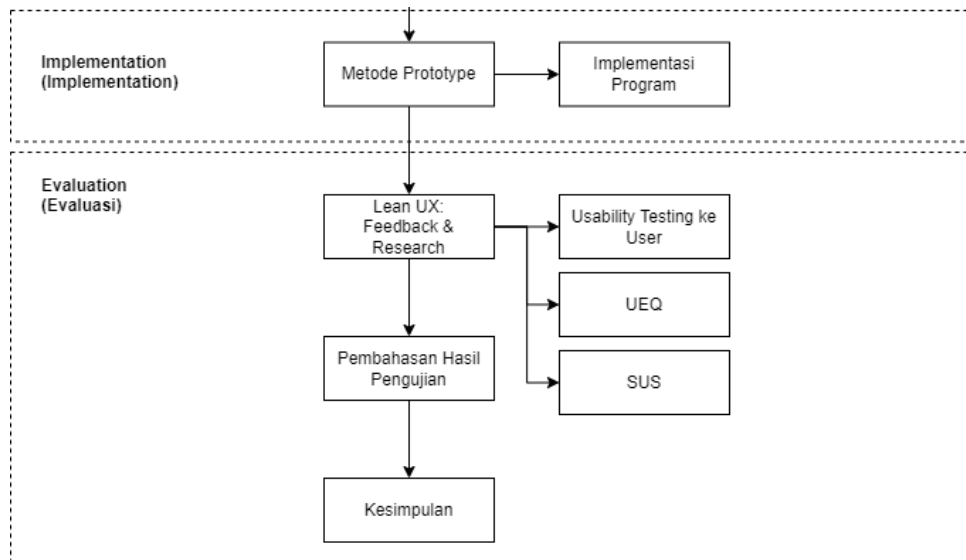 Implementation
(Implementation)
Metode Prototype
Implementasi
Program
Evaluation
(Evaluasi)
Lean UX:
Feedback &
Research
Usability Testing ke
User
UEQ
SUS
Pembahasan Hasil
Pengujian
Kesimpulan